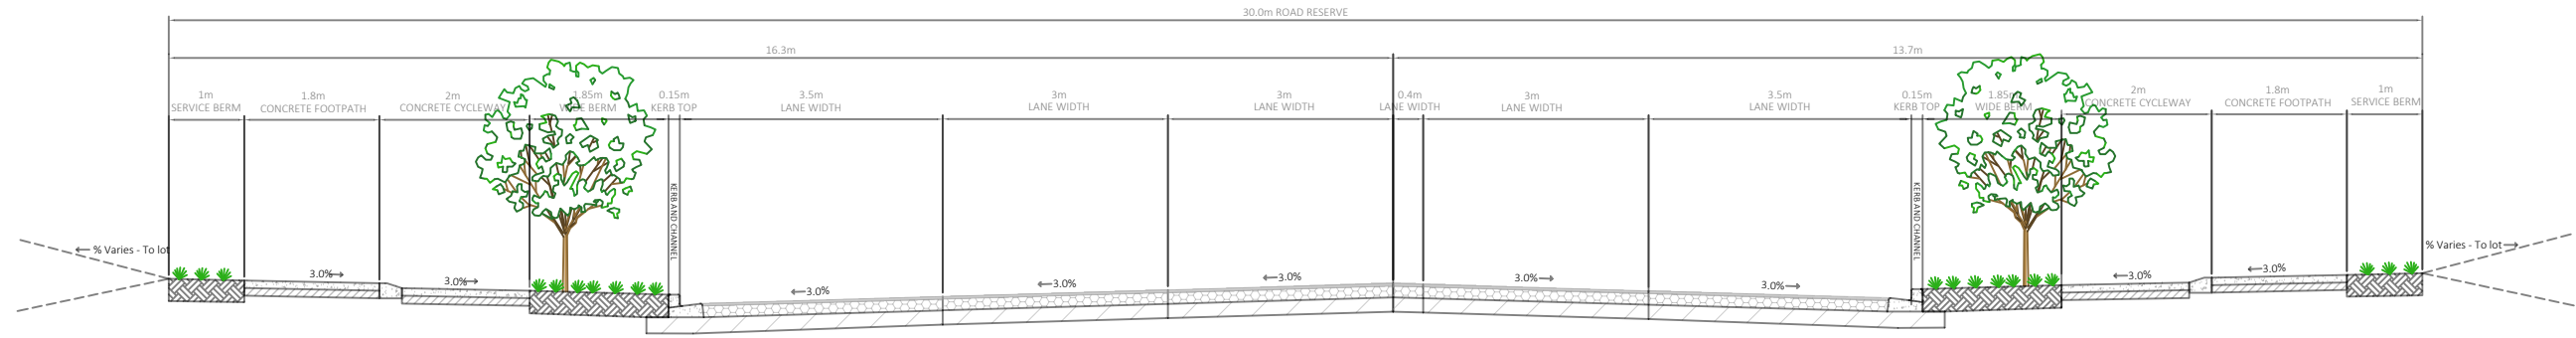 30.0m ROAD RESERVE
16.3m
13.7m
1m
SERVICE BERM
1.8m
CONCRETE FOOTPATH
2m
CONCRETE CYCLEWAY
1.85m
WIDE BERM
0.15m
KERB TOP
3.5m
LANE WIDTH
3m
LANE WIDTH
3m
LANE WIDTH
0.4m
LANE WIDTH
3m
LANE WIDTH
3.5m
LANE WIDTH
0.15m
KERB TOP
1.85m
WIDE BERM
2m
CONCRETE CYCLEWAY
1.8m
CONCRETE FOOTPATH
1m
SERVICE BERM
KERB AND CHANNEL
KERB AND CHANNEL
← % Varies - To lot
3.0%→
3.0%→
←3.0%
←3.0%
←3.0%
3.0%→
3.0%→
←3.0%
←3.0%
% Varies - To lot→